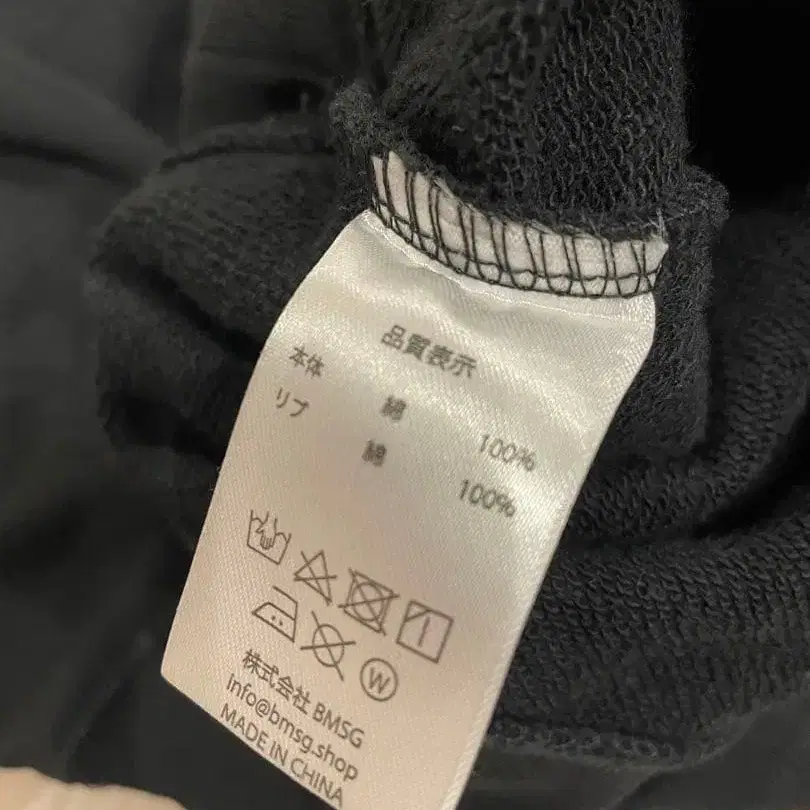 品質表示
本体 綿 100%
リブ 綿 100%
W
株式会社 BMSG
info@bmsg.shop
MADE IN CHINA